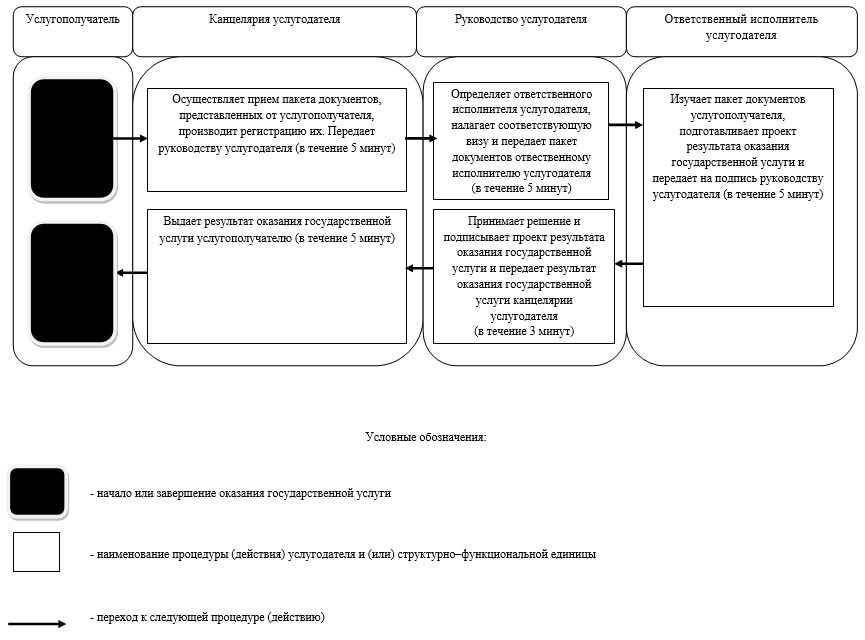 Услугополучатель
Канцелярия услугодателя
Руководство услугодателя
Ответственный исполнитель
услугодателя
Осуществляет прием пакета документов,
представленных от услугополучателя,
производит регистрацию их. Передает
руководству услугодателя (в течение 5 минут)
Определяет ответственного
исполнителя услугодателя,
налагает соответствующую
визу и передает пакет
документов отвественному
исполнителю услугодателя
(в течение 5 минут)
Изучает пакет документов
услугополучателя,
подготавливает проект
результата оказания
государственной услуги и
передает на подпись руководству
услугодателя (в течение 5 минут)
Выдает результат оказания государственной
услуги услугополучателю (в течение 5 минут)
Принимает решение и
подписывает проект результата
оказания государственной
услуги и передает результат
оказания государственной
услуги канцелярии
услугодателя
(в течение 3 минут)
Условные обозначения:
- начало или завершение оказания государственной услуги
- наименование процедуры (действия) услугодателя и (или) структурно–функциональной единицы
- переход к следующей процедуре (действию)